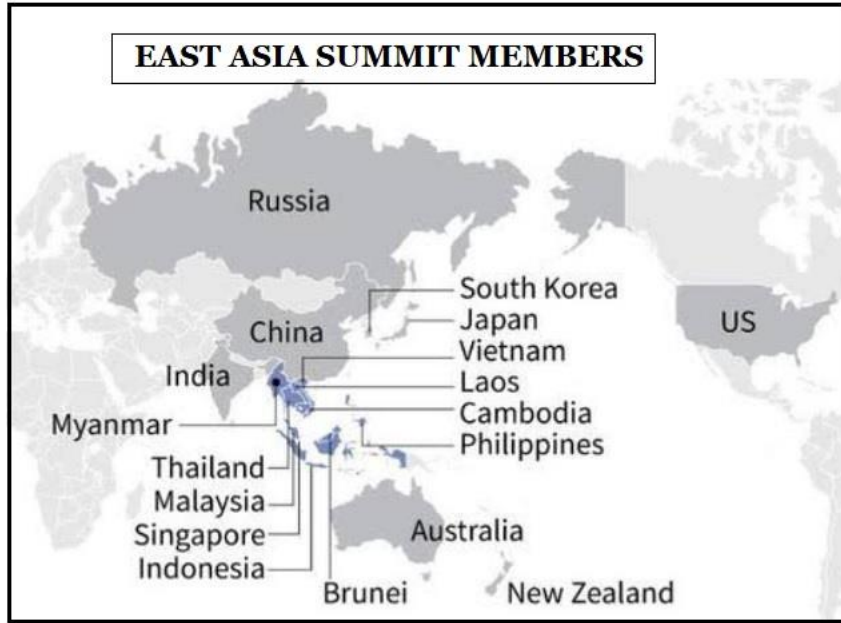 EAST ASIA SUMMIT MEMBERS
Russia
South Korea
China
Japan
US
Vietnam
India
Laos
Cambodia
Myanmar
Philippines
Thailand
Malaysia
Singapore
Australia
Indonesia
Brunei
New Zealand